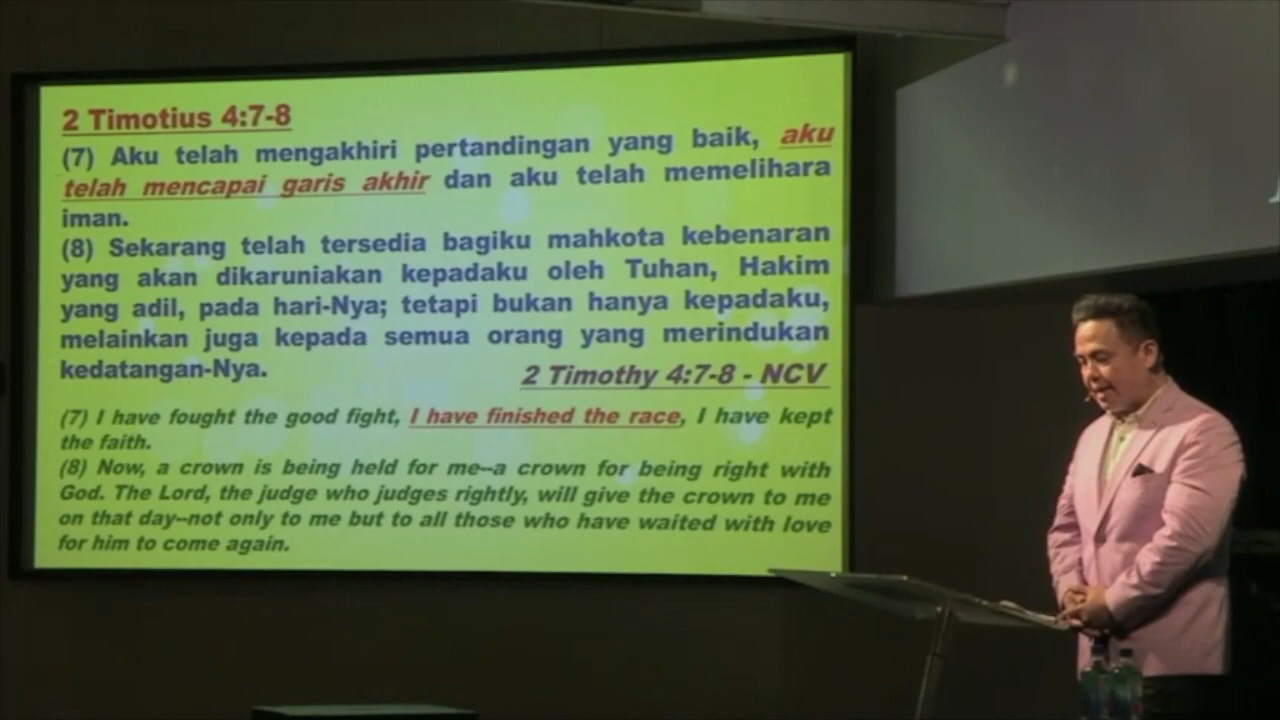 2 Timotius 4:7-8
(7) Aku telah mengakhiri pertandingan yang baik, aku
telah mencapai garis akhir dan aku telah memelihara
iman.
(8) Sekarang telah tersedia bagiku mahkota kebenaran
yang akan dikaruniakan kepadaku oleh Tuhan, Hakim
yang adil, pada hari-Nya; tetapi bukan hanya kepadaku,
melainkan juga kepada semua orang yang merindukan
kedatangan-Nya.
2 Timothy 4:7-8 - NCV
(7) I have fought the good fight, I have finished the race, I have kept
the faith.
(8) Now, a crown is being held for me--a crown for being right with
God. The Lord, the judge who judges rightly, will give the crown to me
on that day--not only to me but to all those who have waited with love
for him to come again.